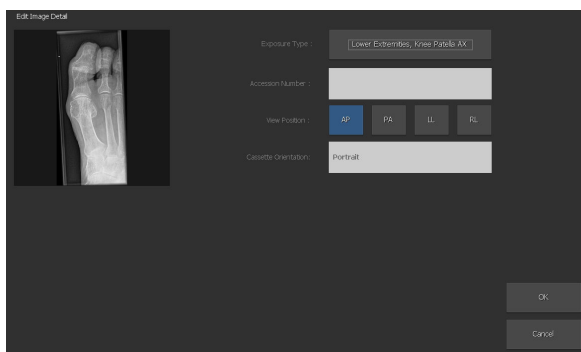 Edit Image Detail
Exposure Type :
Lower Extremities, Knee Patella AX
Accession Number :
View Position :
AP
PA
LL
RL
Cassette Orientation:
Portrait
OK
Cancel